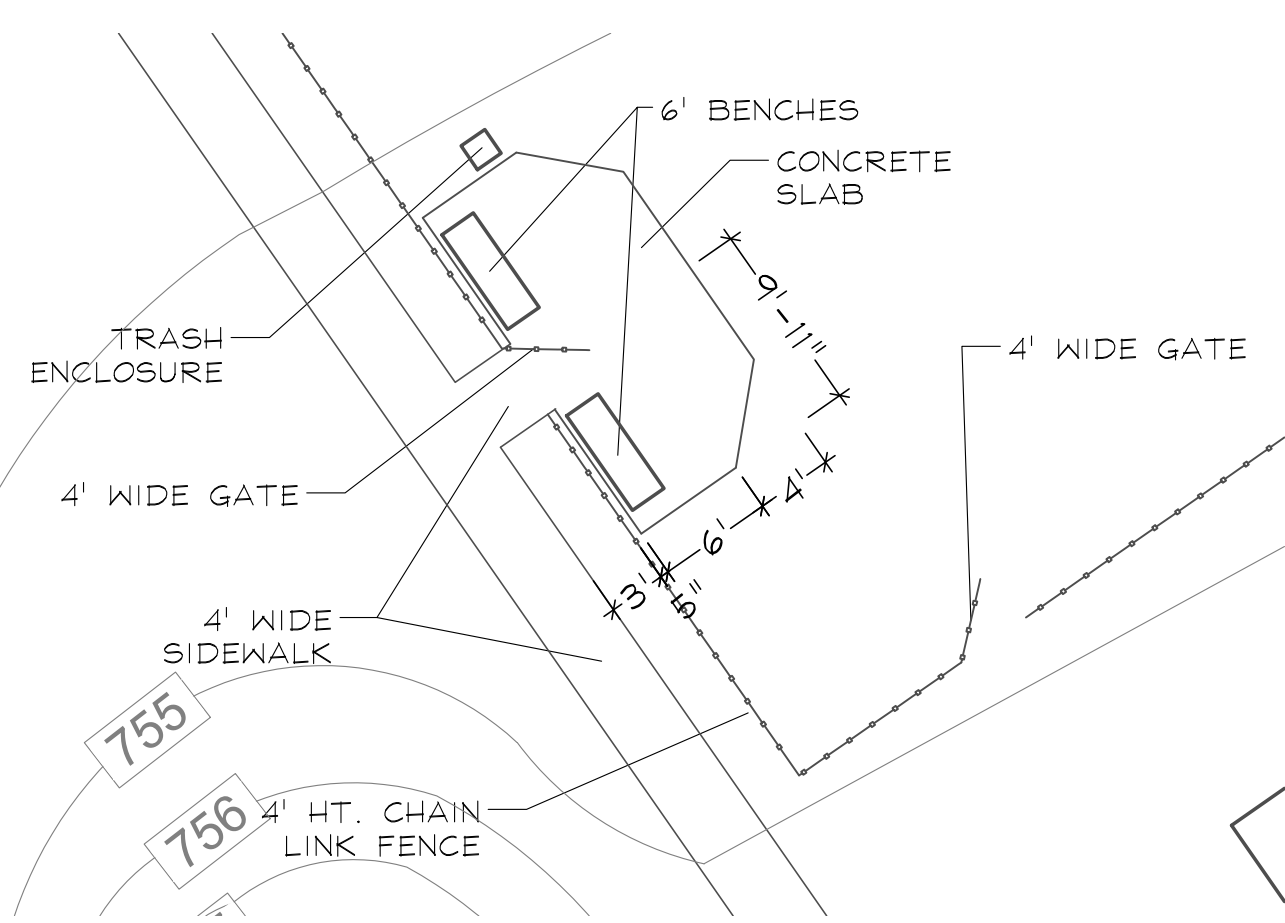 6' BENCHES
CONCRETE
SLAB
9'-11"
TRASH
ENCLOSURE
4' WIDE GATE
4' WIDE GATE
4'
6'
3'
5"
4' WIDE
SIDEWALK
755
756
4' HT. CHAIN
LINK FENCE